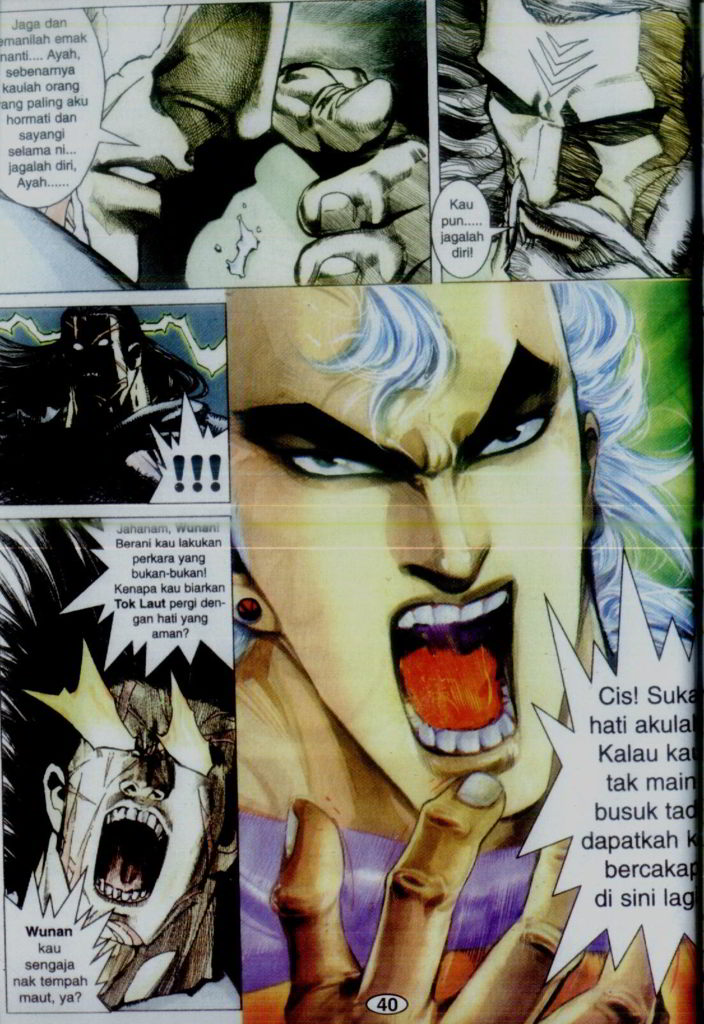 Jaga dan
emanilah emak
nanti.... Ayah,
sebenarnya
kaulah orang
yang paling aku
hormati dan
sayangi
selama ni...
jagalah diri,
Ayah......
Kau
pun.....
jagalah
diri!
!!!
Jahanam, Wunan!
Berani kau lakukan
perkara yang
bukan-bukan!
Kenapa kau biarkan
Tok Laut pergi den-
gan hati yang
aman?
Cis! Suka
hati akulah
Kalau kau
tak main
busuk tad
dapatkah k
bercakap
di sini lag
Wunan
kau
sengaja
nak tempah
maut, ya?
40